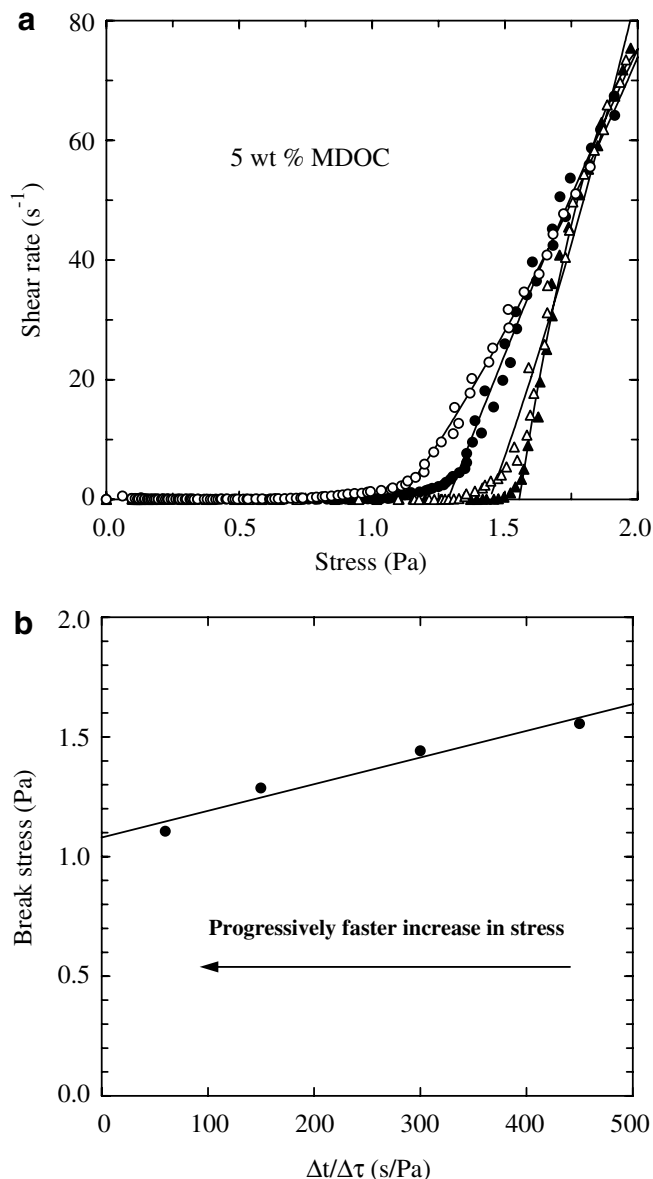 a
80
60
40
20
0
5 wt % MDOC
Shear rate (s⁻¹)
0.0 0.5 1.0 1.5 2.0
Stress (Pa)
b
2.0
1.5
1.0
0.5
0.0
Break stress (Pa)
Progressively faster increase in stress
0 100 200 300 400 500
Δt/Δτ (s/Pa)